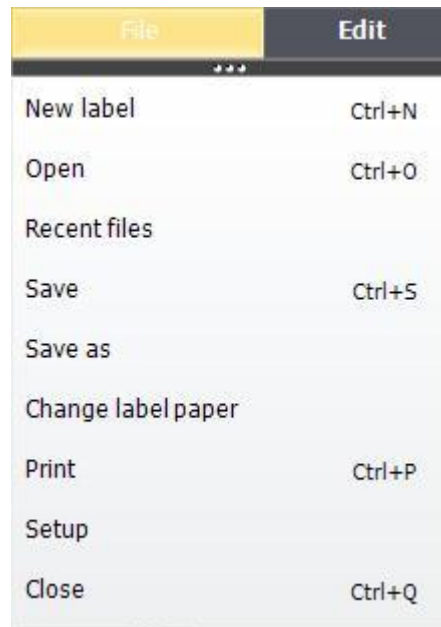 File Edit
New label Ctrl+N
Open Ctrl+O
Recent files
Save Ctrl+S
Save as
Change label paper
Print Ctrl+P
Setup
Close Ctrl+Q